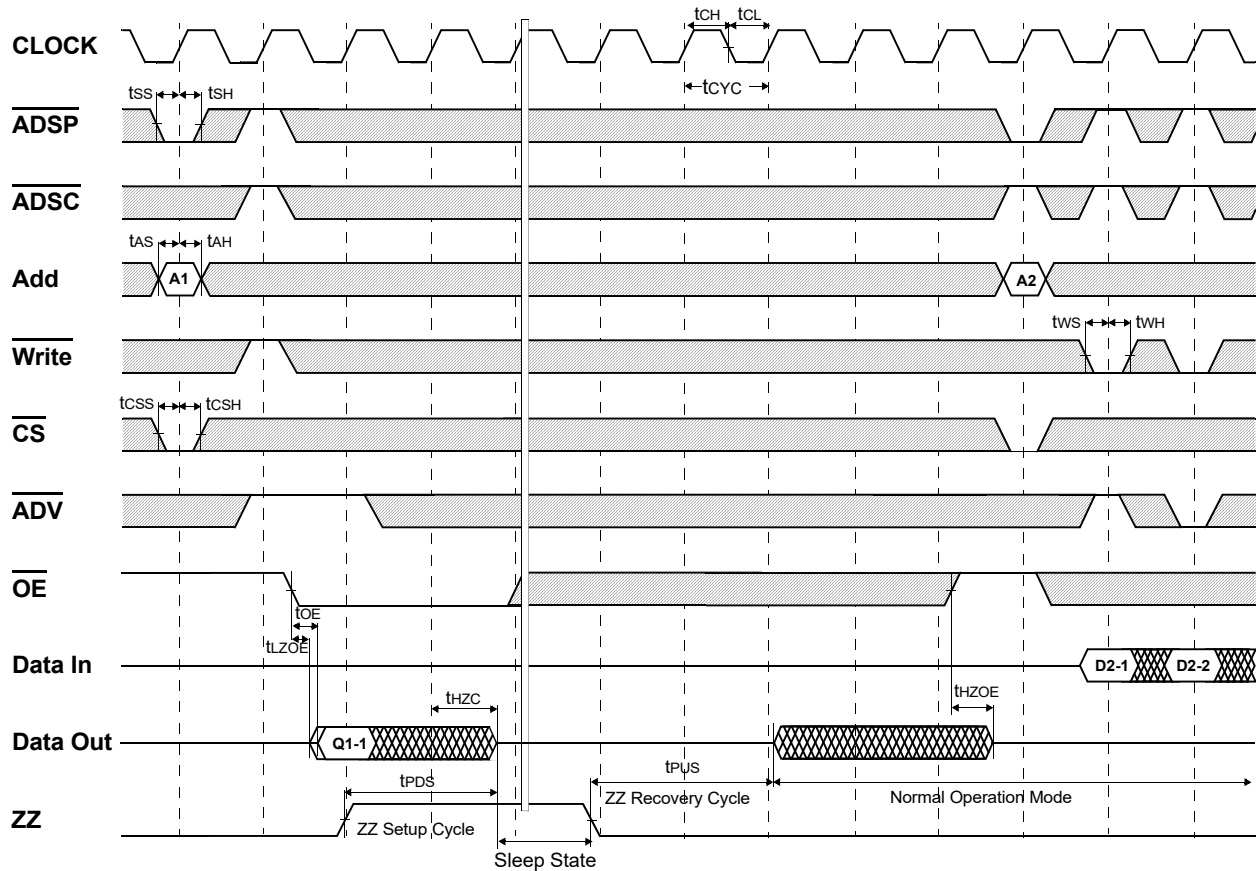 tCH tCL
CLOCK
tCYC
tSS tSH
ADSP
ADSC
tAS tAH
Add A1 A2
tWS tWH
Write
tCSS tCSH
CS
ADV
OE
tOE
tLZOE
Data In D2-1 D2-2
tHZC tHZOE
Data Out Q1-1
tPDS tPUS
ZZ ZZ Setup Cycle ZZ Recovery Cycle Normal Operation Mode
Sleep State